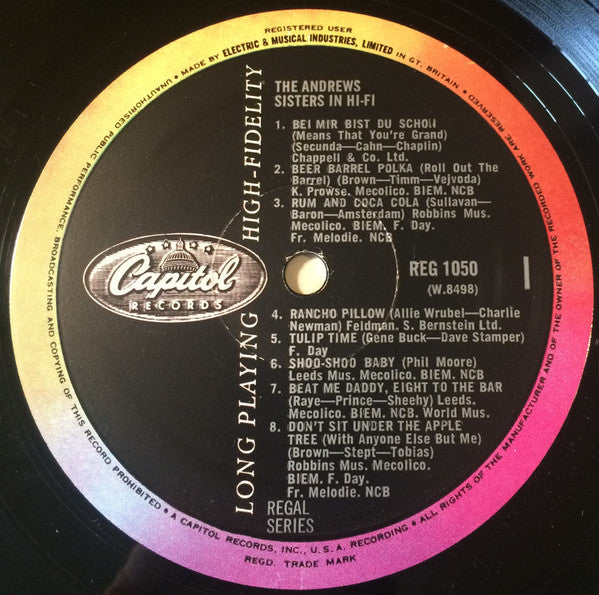 REGISTERED USER
MADE BY ELECTRIC & MUSICAL INDUSTRIES, LIMITED IN GT. BRITAIN •
ALL RIGHTS OF THE MANUFACTURER AND OF THE OWNER OF THE RECORDED WORK ARE RESERVED
UNAUTHORISED PUBLIC PERFORMANCE, BROADCASTING AND COPYING OF THIS RECORD PROHIBITED •
• A CAPITOL RECORDS, INC., U.S.A. RECORDING •
REGD. TRADE MARK
LONG PLAYING HIGH-FIDELITY
Capitol
RECORDS
THE ANDREWS
SISTERS IN HI-FI
1. BEI MIR BIST DU SCHON
(Means That You're Grand)
(Secunda—Cahn—Chaplin)
Chappell & Co. Ltd.
2. BEER BARREL POLKA (Roll Out The
Barrel) (Brown—Timm—Vejvoda)
K. Prowse. Mecolico. BIEM. NCB
3. RUM AND COCA COLA (Sullavan—
Baron—Amsterdam) Robbins Mus.
Mecolico. BIEM. F. Day.
Fr. Melodie. NCB
REG 1050
(W.8498)
1
4. RANCHO PILLOW (Allie Wrubel—Charlie
Newman) Feldman. S. Bernstein Ltd.
5. TULIP TIME (Gene Buck—Dave Stamper)
F. Day
6. SHOO-SHOO BABY (Phil Moore)
Leeds Mus. Mecolico. BIEM. NCB
7. BEAT ME DADDY, EIGHT TO THE BAR
(Raye—Prince—Sheehy) Leeds.
Mecolico. BIEM. NCB. World Mus.
8. DON'T SIT UNDER THE APPLE
TREE (With Anyone Else But Me)
(Brown—Stept—Tobias)
Robbins Mus. Mecolico.
BIEM. F. Day.
Fr. Melodie. NCB
REGAL
SERIES